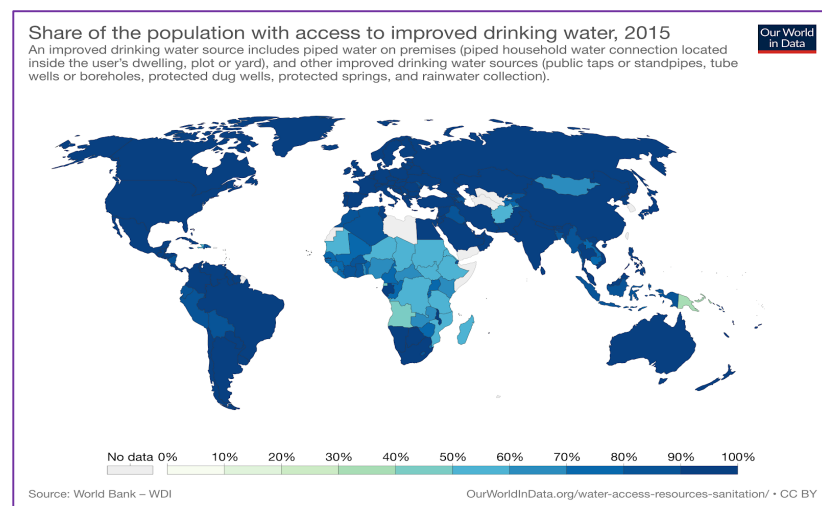 Share of the population with access to improved drinking water, 2015
Our World
in Data
An improved drinking water source includes piped water on premises (piped household water connection located
inside the user's dwelling, plot or yard), and other improved drinking water sources (public taps or standpipes, tube
wells or boreholes, protected dug wells, protected springs, and rainwater collection).
No data 0% 10% 20% 30% 40% 50% 60% 70% 80% 90% 100%
Source: World Bank – WDI
OurWorldInData.org/water-access-resources-sanitation/ • CC BY